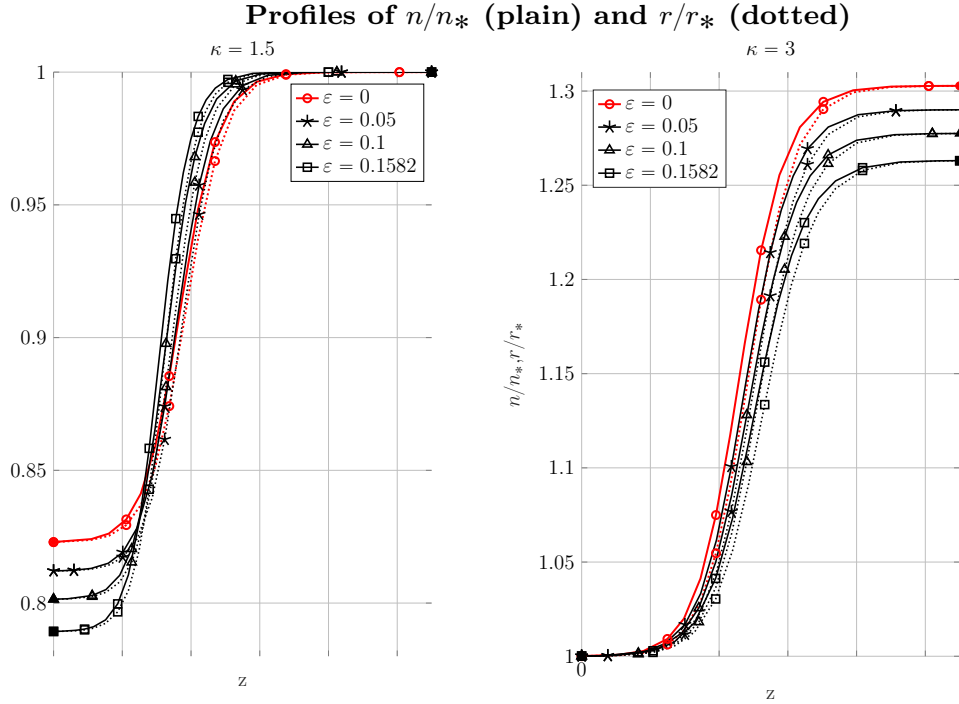 Profiles of n/n* (plain) and r/r* (dotted)
κ = 1.5
1
0.95
0.9
0.85
0.8
ε = 0
ε = 0.05
ε = 0.1
ε = 0.1582
z
κ = 3
1.3
1.25
1.2
1.15
1.1
1.05
1
0
ε = 0
ε = 0.05
ε = 0.1
ε = 0.1582
n/n*,r/r*
z